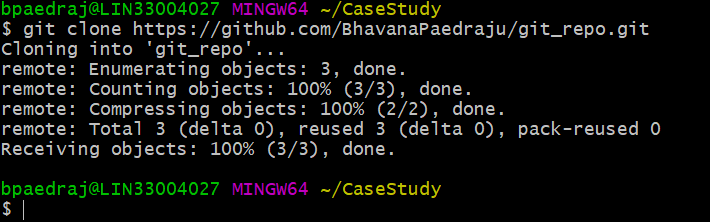 bpaedraj@LIN33004027 MINGW64 ~/CaseStudy
$ git clone https://github.com/BhavanaPaedraju/git_repo.git
Cloning into 'git_repo'...
remote: Enumerating objects: 3, done.
remote: Counting objects: 100% (3/3), done.
remote: Compressing objects: 100% (2/2), done.
remote: Total 3 (delta 0), reused 3 (delta 0), pack-reused 0
Receiving objects: 100% (3/3), done.
bpaedraj@LIN33004027 MINGW64 ~/CaseStudy
$